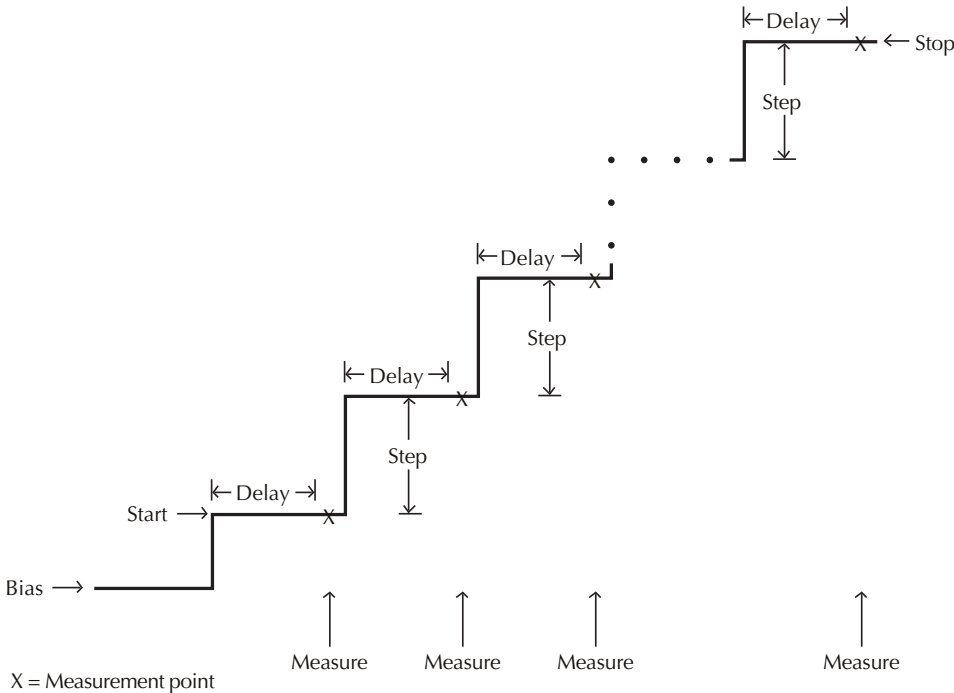 Delay
Stop
Step
Delay
Step
Delay
Step
Delay
Start
Bias
Measure Measure Measure Measure
X = Measurement point
X
X
X
X